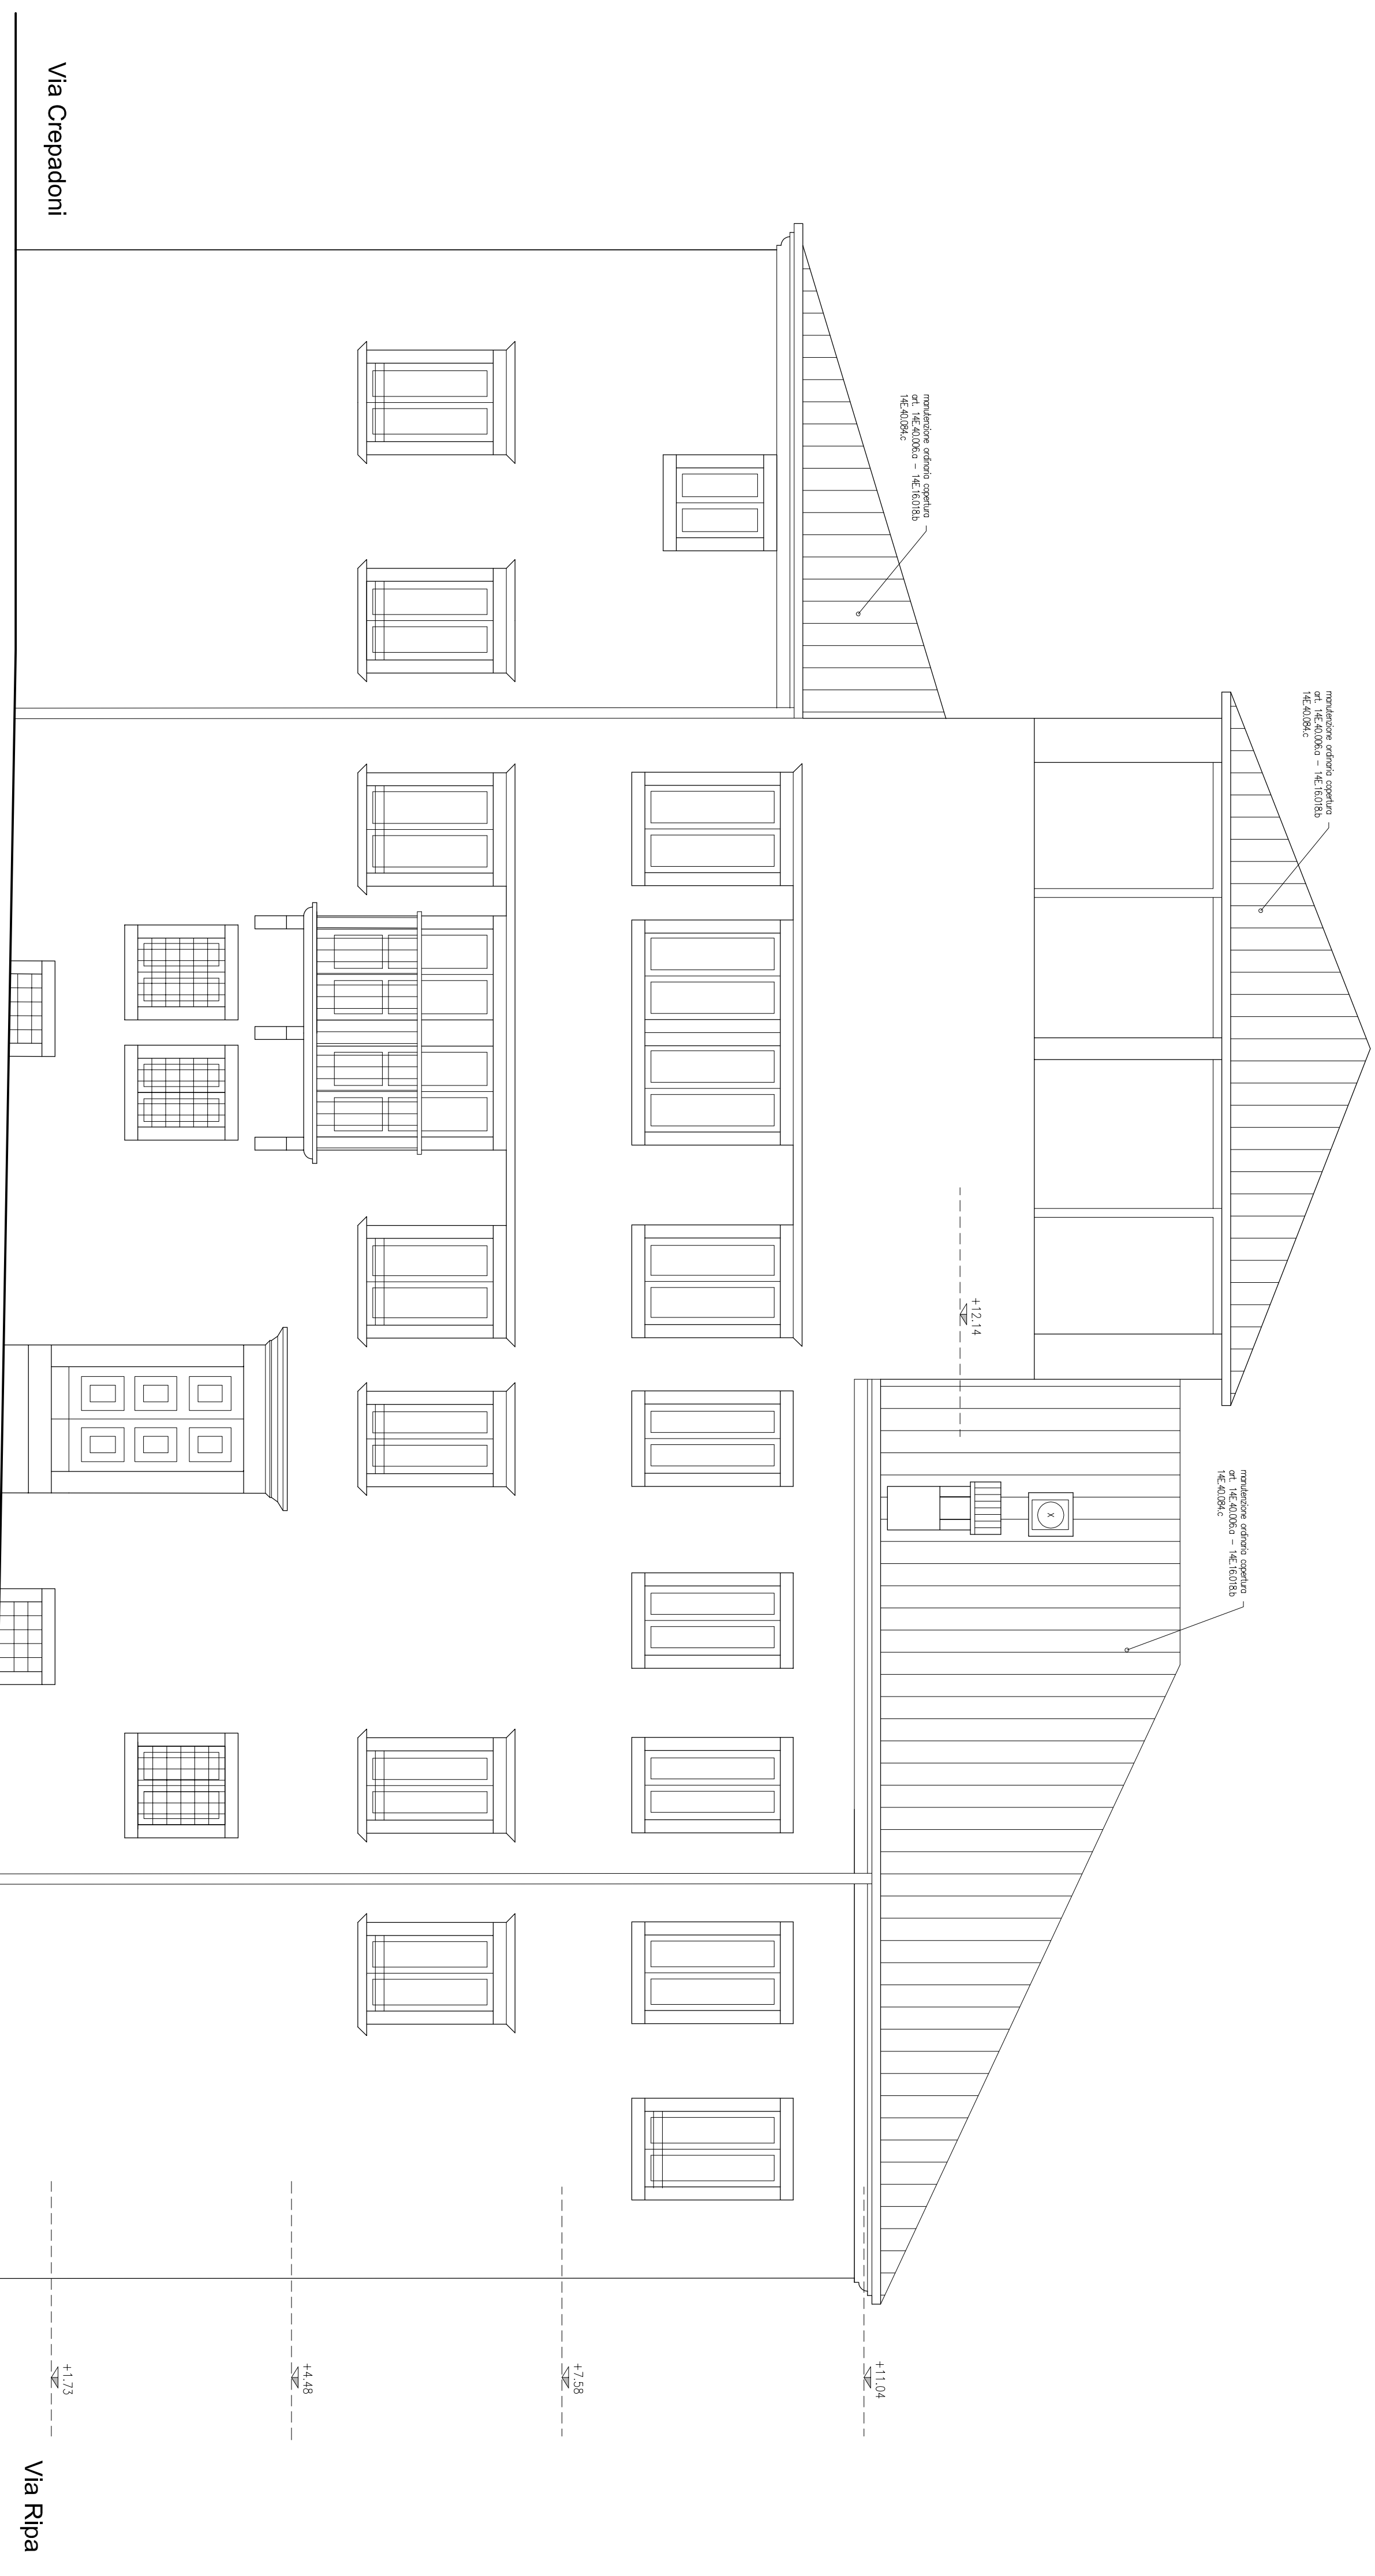 manutenzione ordinaria copertura
art. 14E.40.006.a - 14E.16.018.b
14E.40.084.c
manutenzione ordinaria copertura
art. 14E.40.006.a - 14E.16.018.b
14E.40.084.c
manutenzione ordinaria copertura
art. 14E.40.006.a - 14E.16.018.b
14E.40.084.c
X
+12.14
+11.04
+7.58
+4.48
+1.73
Via Crepadoni
Via Ripa